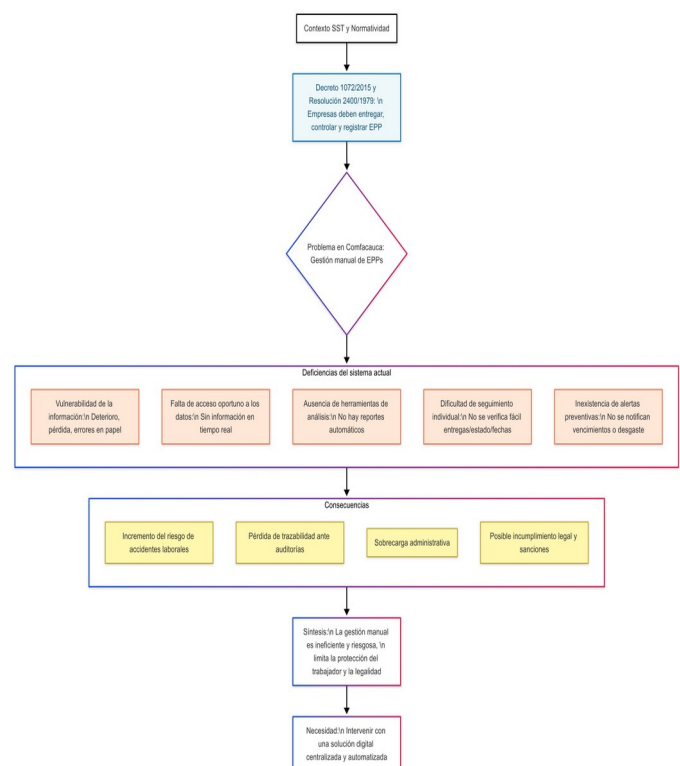 Contexto SST y Normatividad
Decreto 1072/2015 y
Resolución 2400/1979: \n
Empresas deben entregar,
controlar y registrar EPP
Problema en Comfacauca:
Gestión manual de EPPs
Deficiencias del sistema actual
Vulnerabilidad de la
información:\n Deterioro,
pérdida, errores en papel
Falta de acceso oportuno a los
datos:\n Sin información en
tiempo real
Ausencia de herramientas de
análisis:\n No hay reportes
automáticos
Dificultad de seguimiento
individual:\n No se verifica fácil
entregas/estado/fechas
Inexistencia de alertas
preventivas:\n No se notifican
vencimientos o desgaste
Consecuencias
Incremento del riesgo de
accidentes laborales
Pérdida de trazabilidad ante
auditorías
Sobrecarga administrativa
Posible incumplimiento legal y
sanciones
Síntesis:\n La gestión manual
es ineficiente y riesgosa, \n
limita la protección del
trabajador y la legalidad
Necesidad:\n Intervenir con
una solución digital
centralizada y automatizada